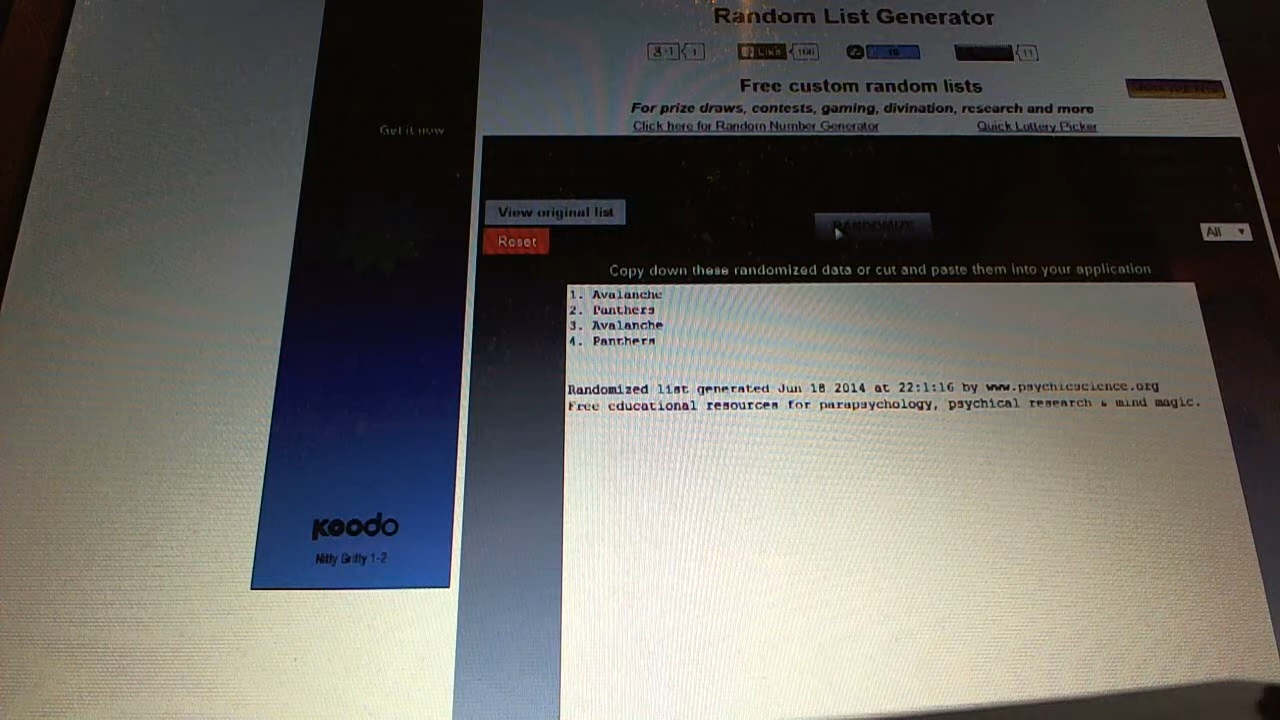 Random List Generator
Like
Free custom random lists
For prize draws, contests, gaming, divination, research and more
Click here for Random Number Generator
Quick Lottery Picker
Get it now
View original list
RANDOMIZE
All
Reset
Copy down these randomized data or cut and paste them into your application
1. Avalanche
2. Panthers
3. Avalanche
4. Panthers
Randomized list generated Jun 18 2014 at 22:1:16 by www.psychicscience.org
Free educational resources for parapsychology, psychical research & mind magic.
koodo
Nitty Gritty 1-2